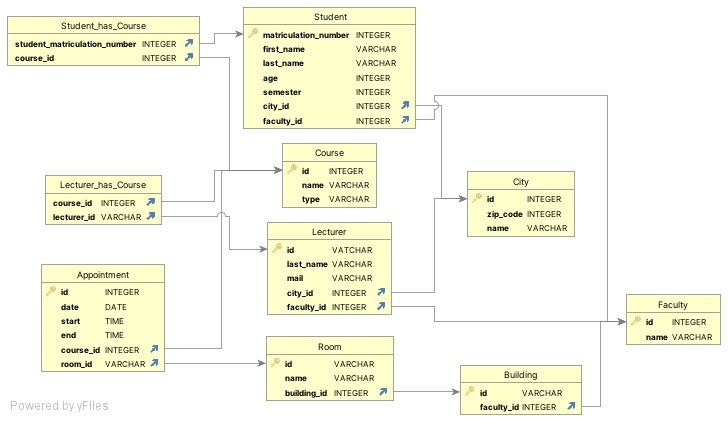 Student_has_Course
student_matriculation_number INTEGER
course_id INTEGER
Student
matriculation_number INTEGER
first_name VARCHAR
last_name VARCHAR
age INTEGER
semester INTEGER
city_id INTEGER
faculty_id INTEGER
Course
id INTEGER
name VARCHAR
type VARCHAR
Lecturer_has_Course
course_id INTEGER
lecturer_id VARCHAR
City
id INTEGER
zip_code INTEGER
name VARCHAR
Lecturer
id VATCHAR
last_name VARCHAR
mail VARCHAR
city_id INTEGER
faculty_id INTEGER
Appointment
id INTEGER
date DATE
start TIME
end TIME
course_id INTEGER
room_id VARCHAR
Faculty
id INTEGER
name VARCHAR
Room
id VARCHAR
name VARCHAR
building_id INTEGER
Building
id VARCHAR
faculty_id INTEGER
Powered by yFiles